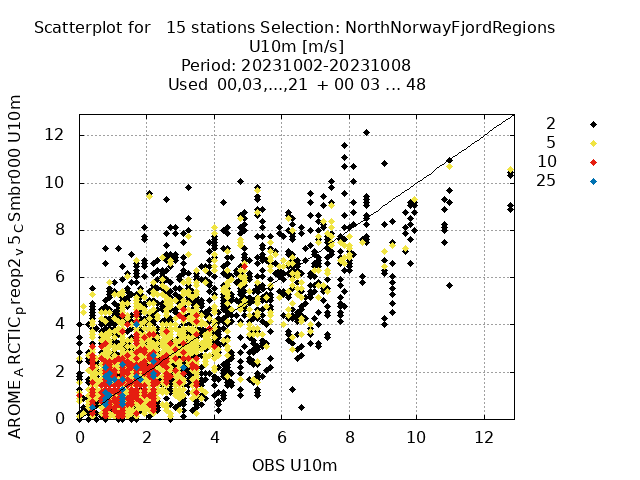 Scatterplot for   15 stations Selection: NorthNorwayFjordRegions
U10m [m/s]
Period: 20231002-20231008
Used  00,03,...,21  + 00 03 ... 48
AROME_ARCTIC_preop2_v 5_CSmbr000 U10m
12
10
8
6
4
2
0
0 2 4 6 8 10 12
OBS U10m
2
5
10
25